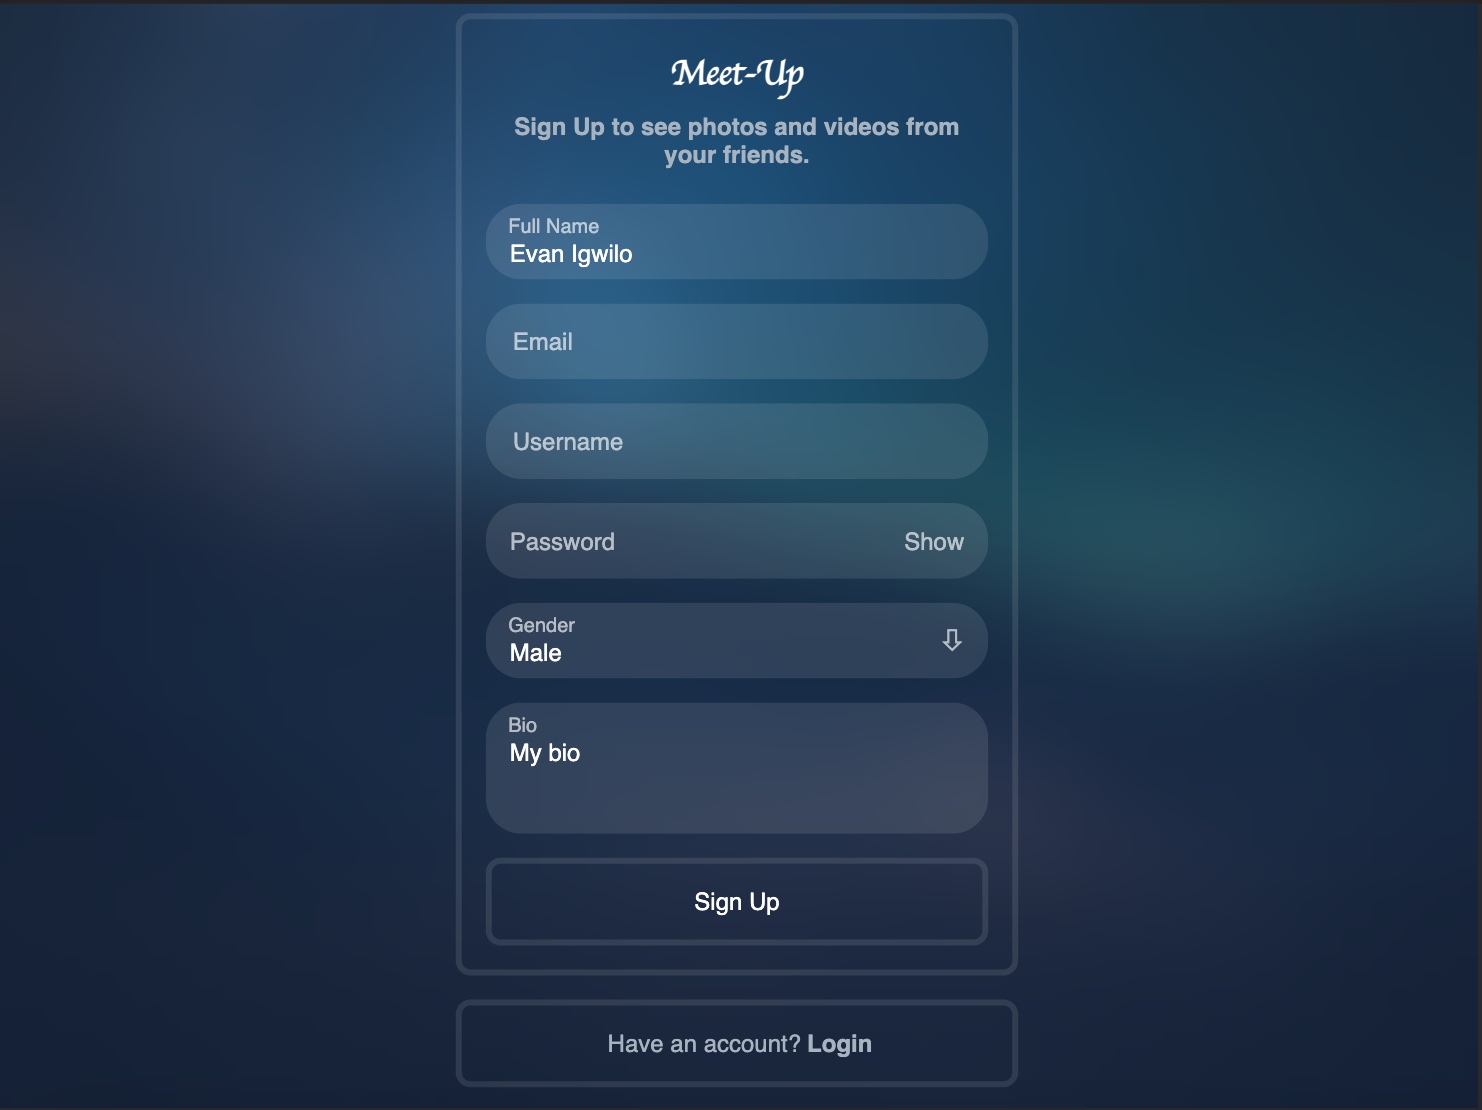 Meet-Up
Sign Up to see photos and videos from
your friends.
Full Name
Evan Igwilo
Email
Username
Password Show
Gender
Male
Bio
My bio
Sign Up
Have an account? Login